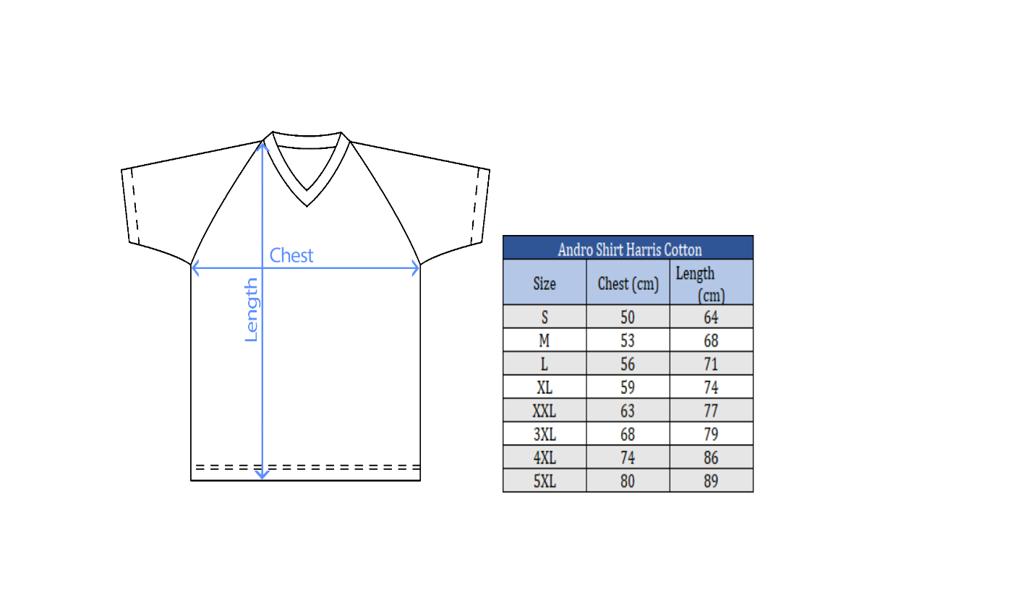 Chest
Length
Andro Shirt Harris Cotton
Size Chest (cm) Length (cm)
S 50 64
M 53 68
L 56 71
XL 59 74
XXL 63 77
3XL 68 79
4XL 74 86
5XL 80 89